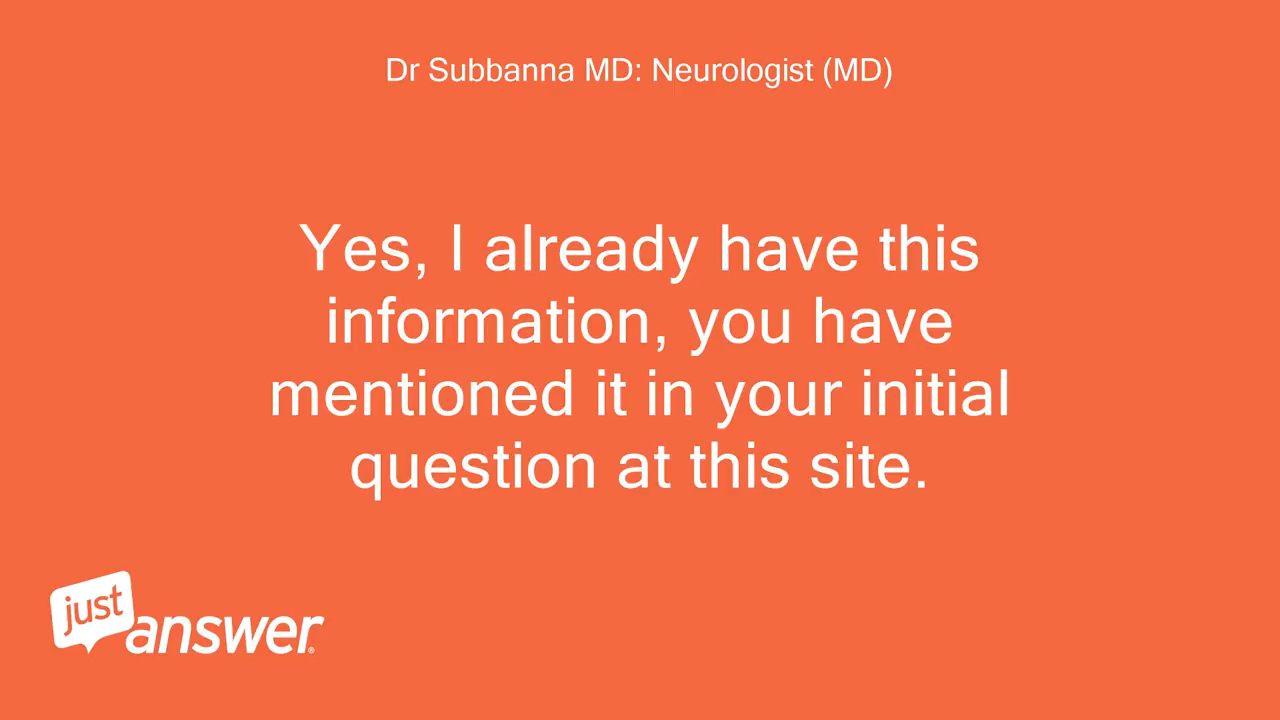 Dr Subbanna MD: Neurologist (MD)
Yes, I already have this
information, you have
mentioned it in your initial
question at this site.
just
answer®